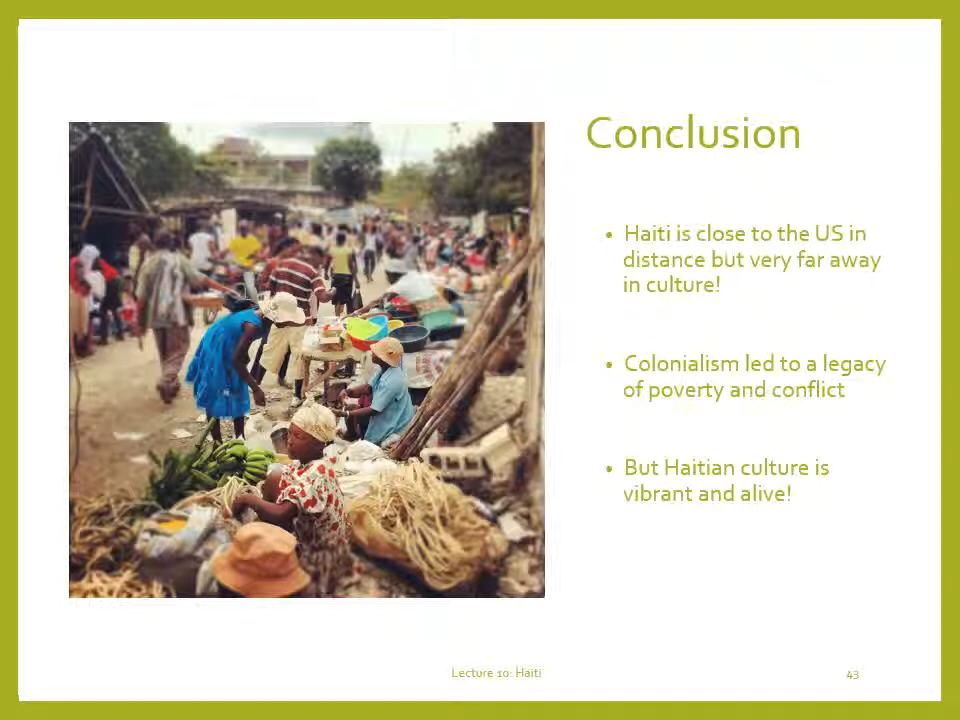 Conclusion
• Haiti is close to the US in
distance but very far away
in culture!
• Colonialism led to a legacy
of poverty and conflict
• But Haitian culture is
vibrant and alive!
Lecture 10: Haiti
43